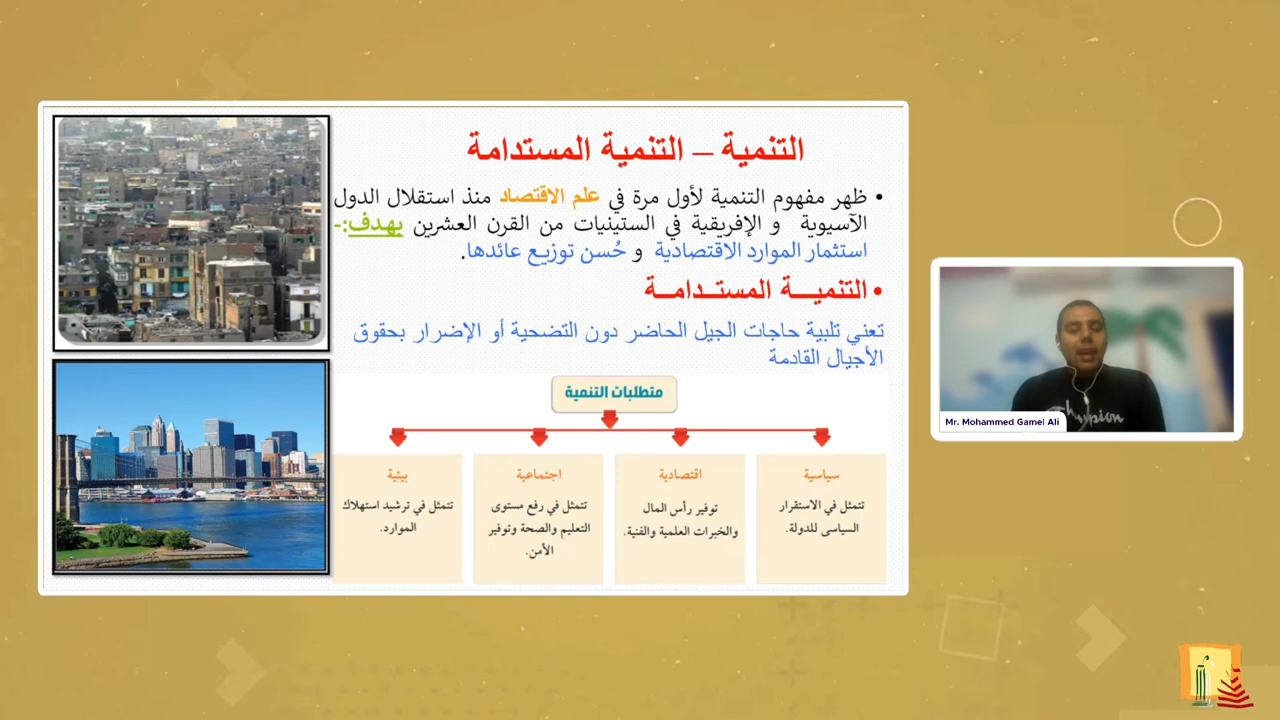 التنمية – التنمية المستدامة
• ظهر مفهوم التنمية لأول مرة في علم الاقتصاد منذ استقلال الدول
الآسيوية و الإفريقية في الستينيات من القرن العشرين بهدف:-
استثمار الموارد الاقتصادية و حُسن توزيع عائدها.
• التنميـــة المستــدامــة
تعني تلبية حاجات الجيل الحاضر دون التضحية أو الإضرار بحقوق
الأجيال القادمة
متطلبات التنمية
سياسية
تتمثل في الاستقرار
السياسى للدولة.
اقتصادية
توفير رأس المال
والخبرات العلمية والفنية.
اجتماعية
تتمثل في رفع مستوى
التعليم والصحة وتوفير
الأمن.
بيئية
تتمثل في ترشيد استهلاك
الموارد.
Mr. Mohammed Gamel Ali